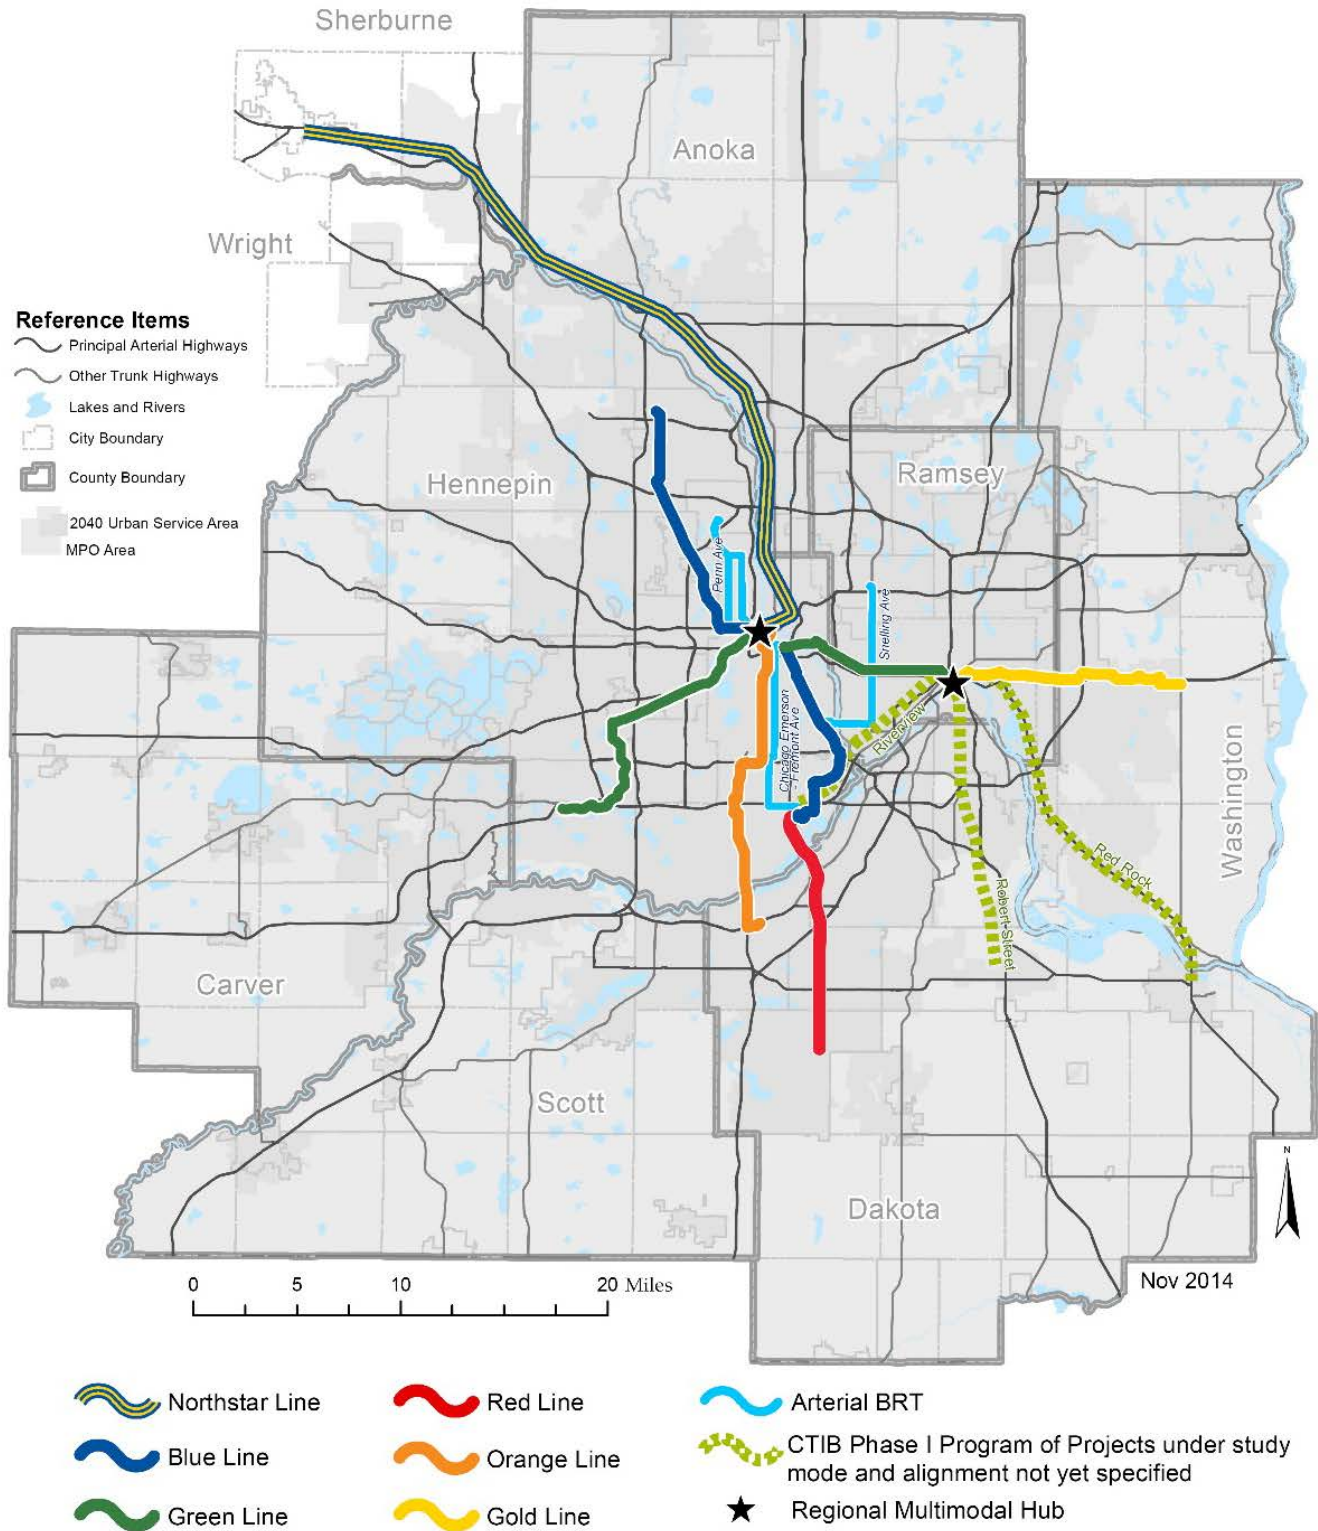 Sherburne
Anoka
Wright
Reference Items
Principal Arterial Highways
Other Trunk Highways
Lakes and Rivers
City Boundary
County Boundary
2040 Urban Service Area
MPO Area
Hennepin
Ramsey
Penn Ave
Snelling Ave
Chicago Emerson
- Fremont Ave
Riverview
Washington
Red Rock
Robert Street
Carver
Scott
Dakota
N
0 5 10 20 Miles
Nov 2014
Northstar Line
Blue Line
Green Line
Red Line
Orange Line
Gold Line
Arterial BRT
CTIB Phase I Program of Projects under study
mode and alignment not yet specified
Regional Multimodal Hub